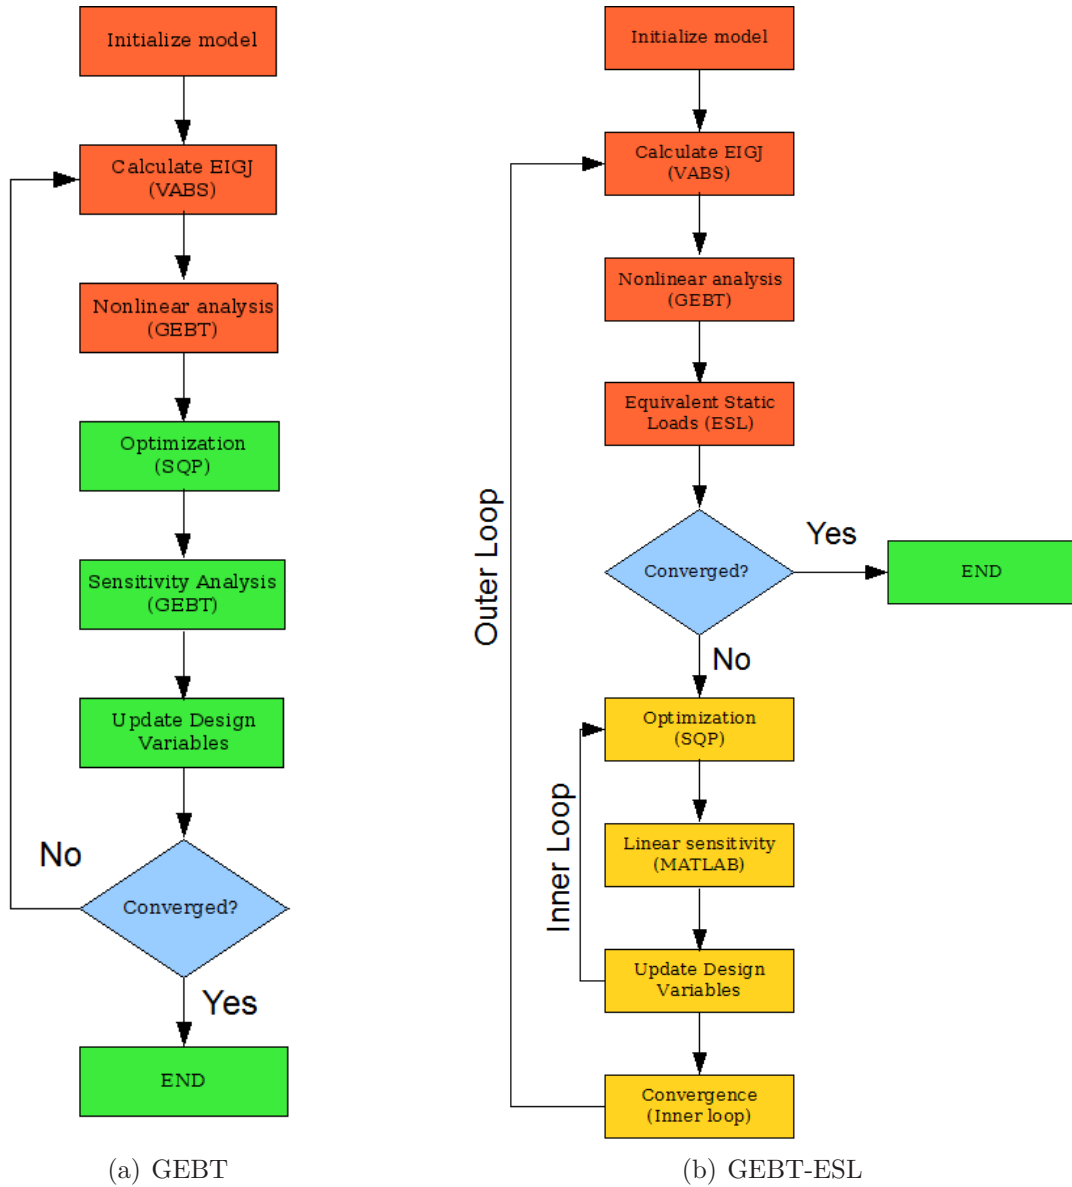 Initialize model
Calculate EIGJ
(VABS)
Nonlinear analysis
(GEBT)
Optimization
(SQP)
Sensitivity Analysis
(GEBT)
Update Design
Variables
No
Converged?
Yes
END
(a) GEBT
Initialize model
Calculate EIGJ
(VABS)
Nonlinear analysis
(GEBT)
Equivalent Static
Loads (ESL)
Outer Loop
Converged?
Yes
END
No
Optimization
(SQP)
Inner Loop
Linear sensitivity
(MATLAB)
Update Design
Variables
Convergence
(Inner loop)
(b) GEBT-ESL